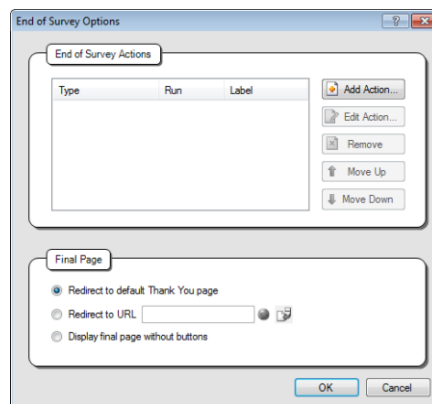 End of Survey Options
End of Survey Actions
Type Run Label
Add Action...
Edit Action...
Remove
Move Up
Move Down
Final Page
Redirect to default Thank You page
Redirect to URL
Display final page without buttons
OK Cancel